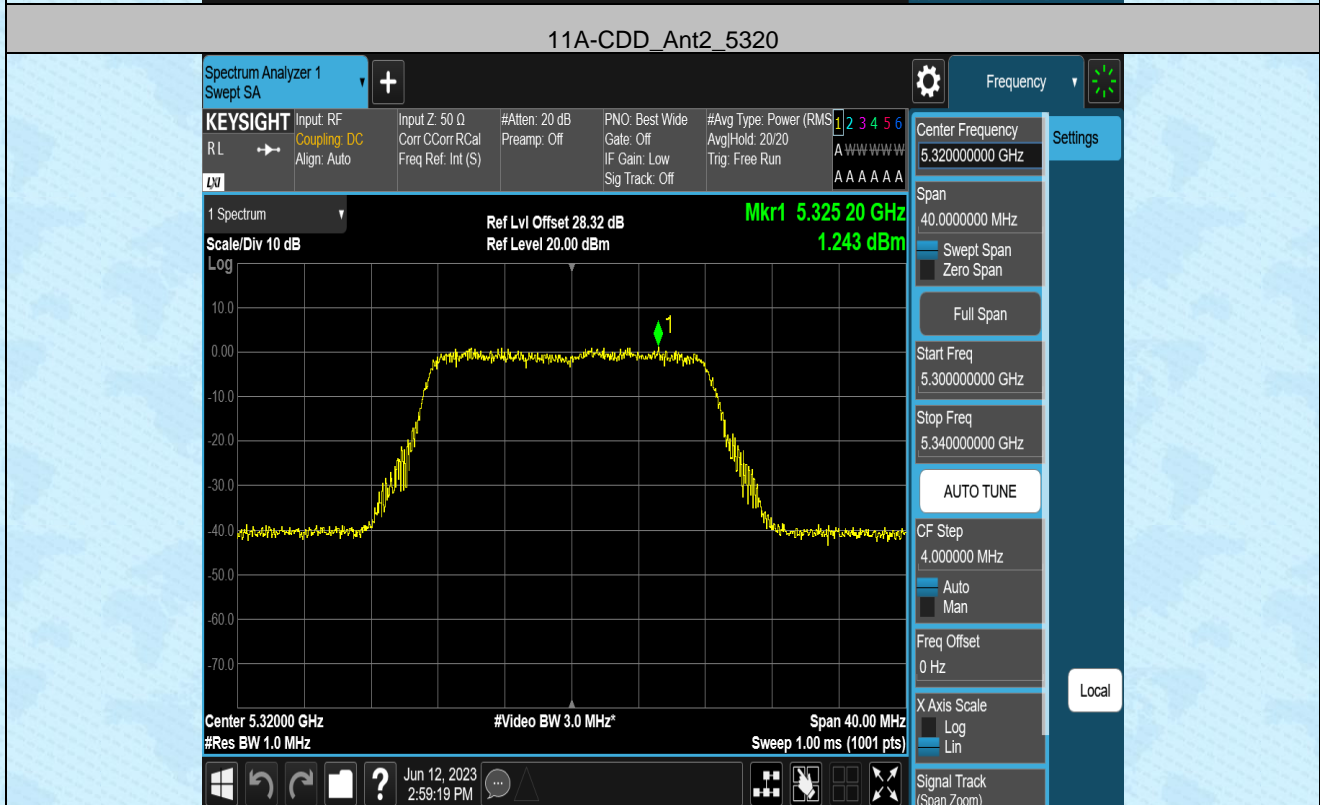 11A-CDD_Ant2_5320
Spectrum Analyzer 1
Swept SA
+
Frequency
KEYSIGHT
R L
LXI
Input: RF
Coupling: DC
Align: Auto
Input Z: 50 Ω
Corr CCorr RCal
Freq Ref: Int (S)
#Atten: 20 dB
Preamp: Off
PNO: Best Wide
Gate: Off
IF Gain: Low
Sig Track: Off
#Avg Type: Power (RMS
Avg|Hold: 20/20
Trig: Free Run
1 2 3 4 5 6
A W W W W W
A A A A A A
1 Spectrum
Scale/Div 10 dB
Log
Ref Lvl Offset 28.32 dB
Ref Level 20.00 dBm
Mkr1 5.325 20 GHz
1.243 dBm
1
10.0
0.00
-10.0
-20.0
-30.0
-40.0
-50.0
-60.0
-70.0
Center 5.32000 GHz
#Res BW 1.0 MHz
#Video BW 3.0 MHz*
Span 40.00 MHz
Sweep 1.00 ms (1001 pts)
Center Frequency
5.320000000 GHz
Settings
Span
40.0000000 MHz
Swept Span
Zero Span
Full Span
Start Freq
5.300000000 GHz
Stop Freq
5.340000000 GHz
AUTO TUNE
CF Step
4.000000 MHz
Auto
Man
Freq Offset
0 Hz
X Axis Scale
Log
Lin
Local
Signal Track
(Span Zoom)
?
Jun 12, 2023
2:59:19 PM